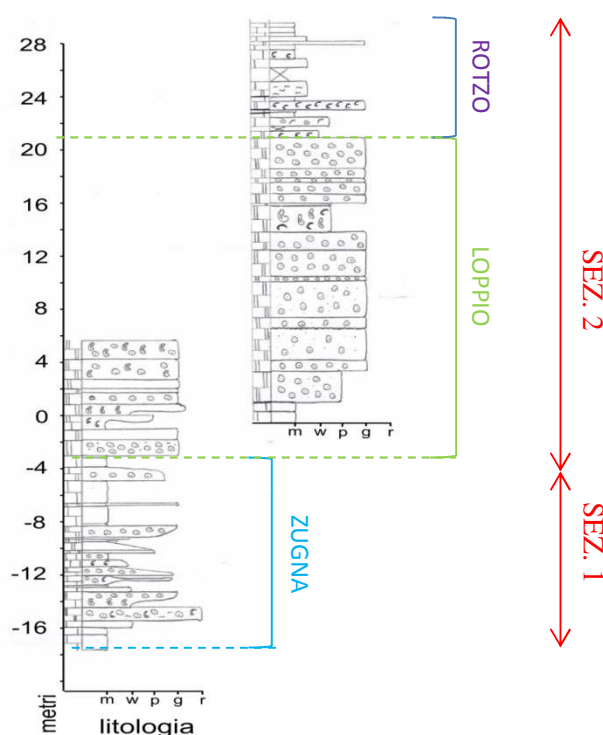 28
24
20
16
12
8
4
0
-4
-8
-12
-16
metri
m w p g r
litologia
m w p g r
ROTZO
LOPPIO
ZUGNA
SEZ. 2
SEZ. 1